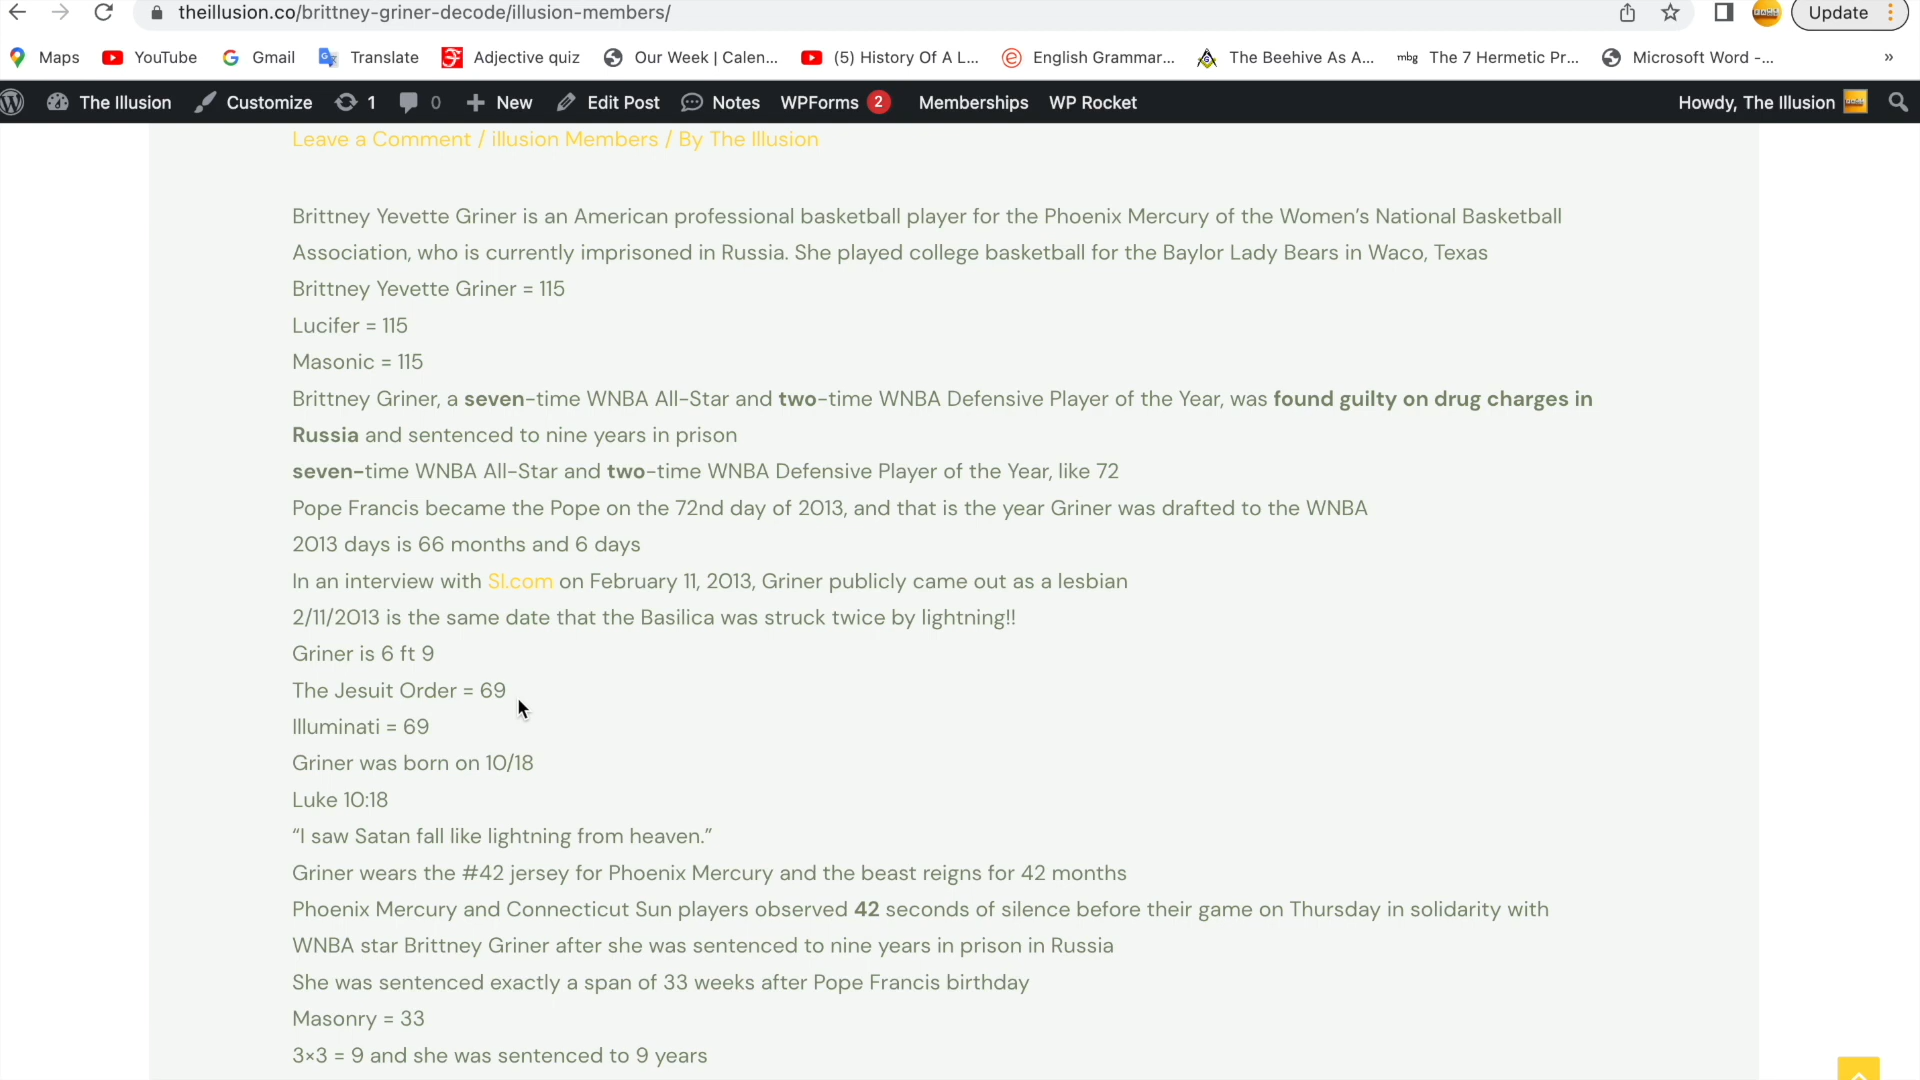 theillusion.co/brittney-griner-decode/illusion-members/
Update
Maps
YouTube
Gmail
Translate
Adjective quiz
Our Week | Calen...
(5) History Of A L...
English Grammar...
The Beehive As A...
mbg
The 7 Hermetic Pr...
Microsoft Word -...
»
The Illusion
Customize
1
0
New
Edit Post
Notes
WPForms 2
Memberships
WP Rocket
Howdy, The Illusion
Leave a Comment / illusion Members / By The Illusion
Brittney Yevette Griner is an American professional basketball player for the Phoenix Mercury of the Women’s National Basketball
Association, who is currently imprisoned in Russia. She played college basketball for the Baylor Lady Bears in Waco, Texas
Brittney Yevette Griner = 115
Lucifer = 115
Masonic = 115
Brittney Griner, a seven-time WNBA All-Star and two-time WNBA Defensive Player of the Year, was found guilty on drug charges in
Russia and sentenced to nine years in prison
seven–time WNBA All-Star and two-time WNBA Defensive Player of the Year, like 72
Pope Francis became the Pope on the 72nd day of 2013, and that is the year Griner was drafted to the WNBA
2013 days is 66 months and 6 days
In an interview with SI.com on February 11, 2013, Griner publicly came out as a lesbian
2/11/2013 is the same date that the Basilica was struck twice by lightning!!
Griner is 6 ft 9
The Jesuit Order = 69
Illuminati = 69
Griner was born on 10/18
Luke 10:18
“I saw Satan fall like lightning from heaven.”
Griner wears the #42 jersey for Phoenix Mercury and the beast reigns for 42 months
Phoenix Mercury and Connecticut Sun players observed 42 seconds of silence before their game on Thursday in solidarity with
WNBA star Brittney Griner after she was sentenced to nine years in prison in Russia
She was sentenced exactly a span of 33 weeks after Pope Francis birthday
Masonry = 33
3×3 = 9 and she was sentenced to 9 years